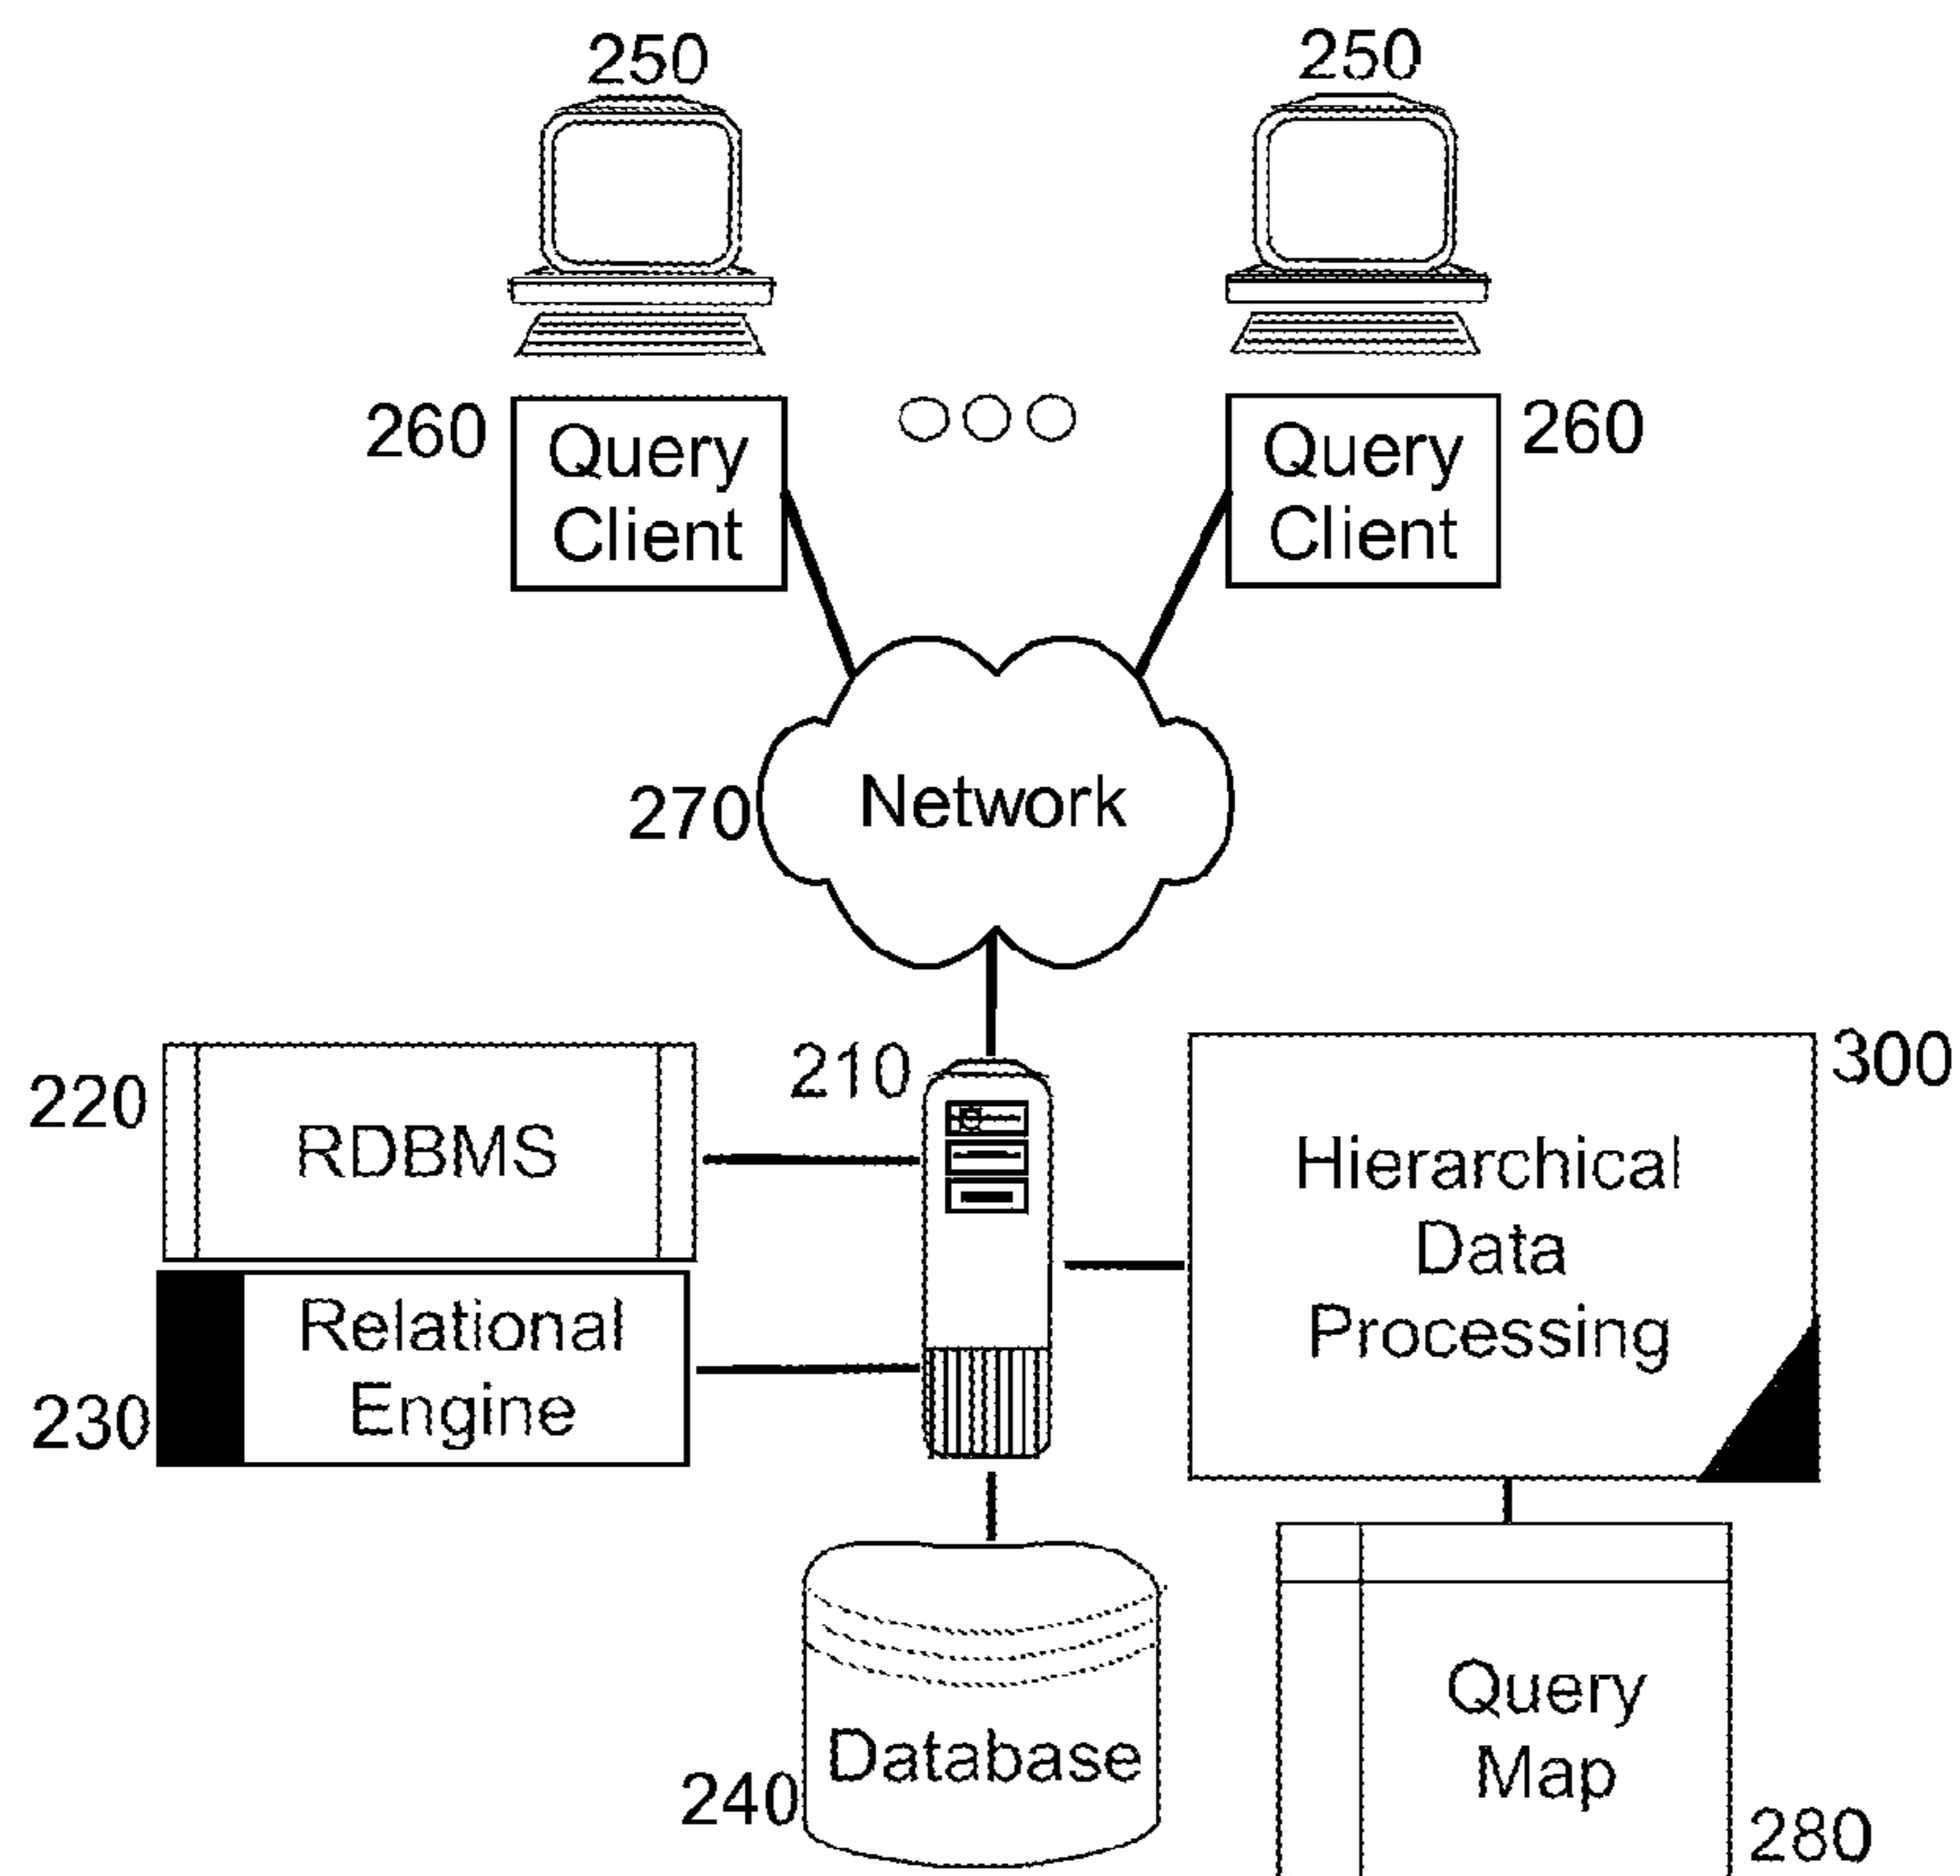 250
250
260
Query
Client
Query
Client
260
270
Network
220
RDBMS
210
300
Hierarchical
Data
Processing
230
Relational
Engine
240
Database
Query
Map
280